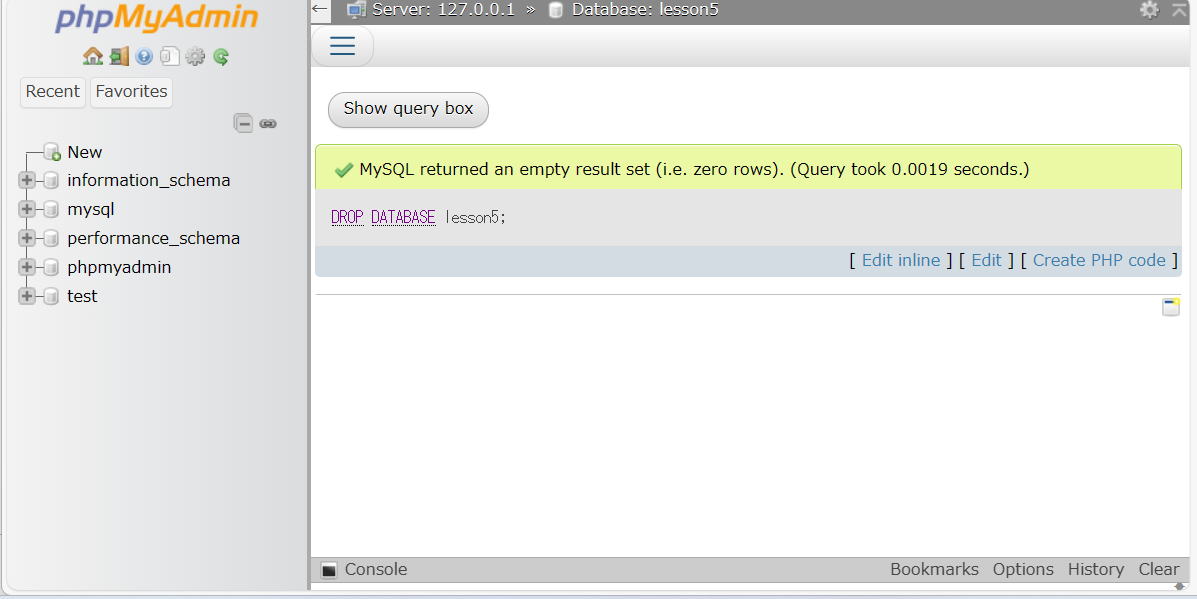 phpMyAdmin
Recent Favorites
New
information_schema
mysql
performance_schema
phpmyadmin
test
← Server: 127.0.0.1 » Database: lesson5
Show query box
MySQL returned an empty result set (i.e. zero rows). (Query took 0.0019 seconds.)
DROP DATABASE lesson5;
[ Edit inline ] [ Edit ] [ Create PHP code ]
Console Bookmarks Options History Clear